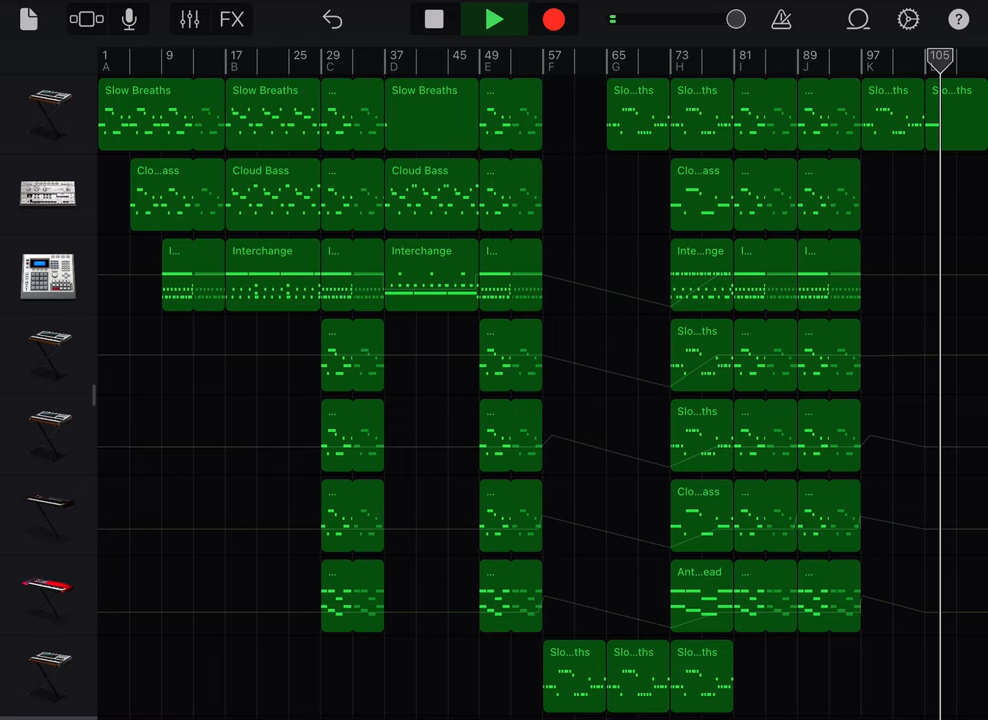 FX ?
1 9 17 25 29 37 45 49 57 65 73 81 89 97 105
A B C D E F G H I J K
Slow Breaths Slow Breaths ... Slow Breaths ... Slo...ths Slo...ths ... ... Slo...ths
Clo...ass Cloud Bass ... Cloud Bass ... Clo...ass ... ...
I... Interchange I... Interchange I... Inte...nge I... I...
... ... Slo...ths ... ...
... ... Slo...ths ... ...
... ... Clo...ass ... ...
... ... Ant...ead ... ...
Slo...ths Slo...ths Slo...ths